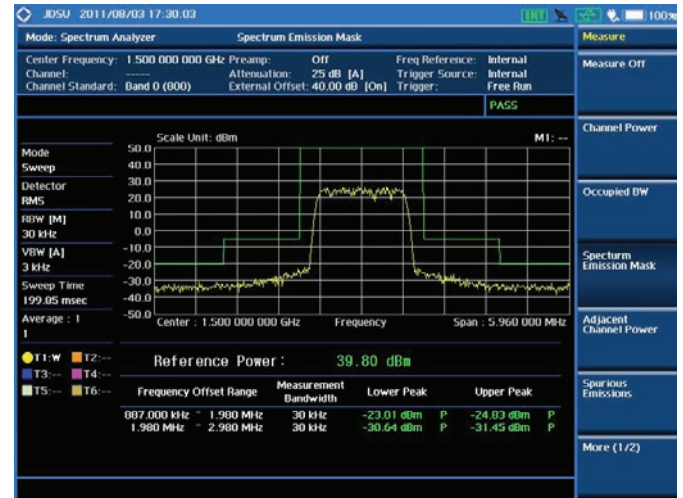 JDSU 2011/08/03 17:30:03 INT 100%
Mode: Spectrum Analyzer Spectrum Emission Mask Measure
Center Frequency: 1.500 000 000 GHz Preamp: Off Freq Reference: Internal
Channel: ----- Attenuation: 25 dB [A] Trigger Source: Internal
Channel Standard: Band 0 (800) External Offset: 40.00 dB [On] Trigger: Free Run
PASS
Measure Off
Channel Power
Occupied BW
Specturm
Emission Mask
Adjacent
Channel Power
Spurious
Emissions
More (1/2)
Scale Unit: dBm M1: --
50.0
40.0
30.0
20.0
10.0
0.0
-10.0
-20.0
-30.0
-40.0
-50.0
Mode
Sweep
Detector
RMS
RBW [M]
30 kHz
VBW [A]
3 kHz
Sweep Time
199.85 msec
Average : 1
1
T1:W T2:--
T3:-- T4:--
T5:-- T6:--
Center : 1.500 000 000 GHz Frequency Span : 5.960 000 MHz
Reference Power: 39.80 dBm
Frequency Offset Range Measurement Bandwidth Lower Peak Upper Peak
887.000 kHz ~ 1.980 MHz 30 kHz -23.01 dBm P -24.83 dBm P
1.980 MHz ~ 2.980 MHz 30 kHz -30.64 dBm P -31.45 dBm P